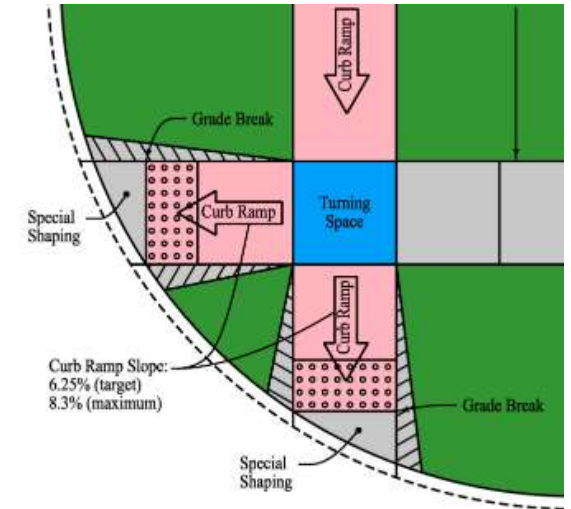 Curb Ramp
Grade Break
Curb Ramp
Turning
Space
Special
Shaping
Curb Ramp
Curb Ramp Slope:
6.25% (target)
8.3% (maximum)
Grade Break
Special
Shaping